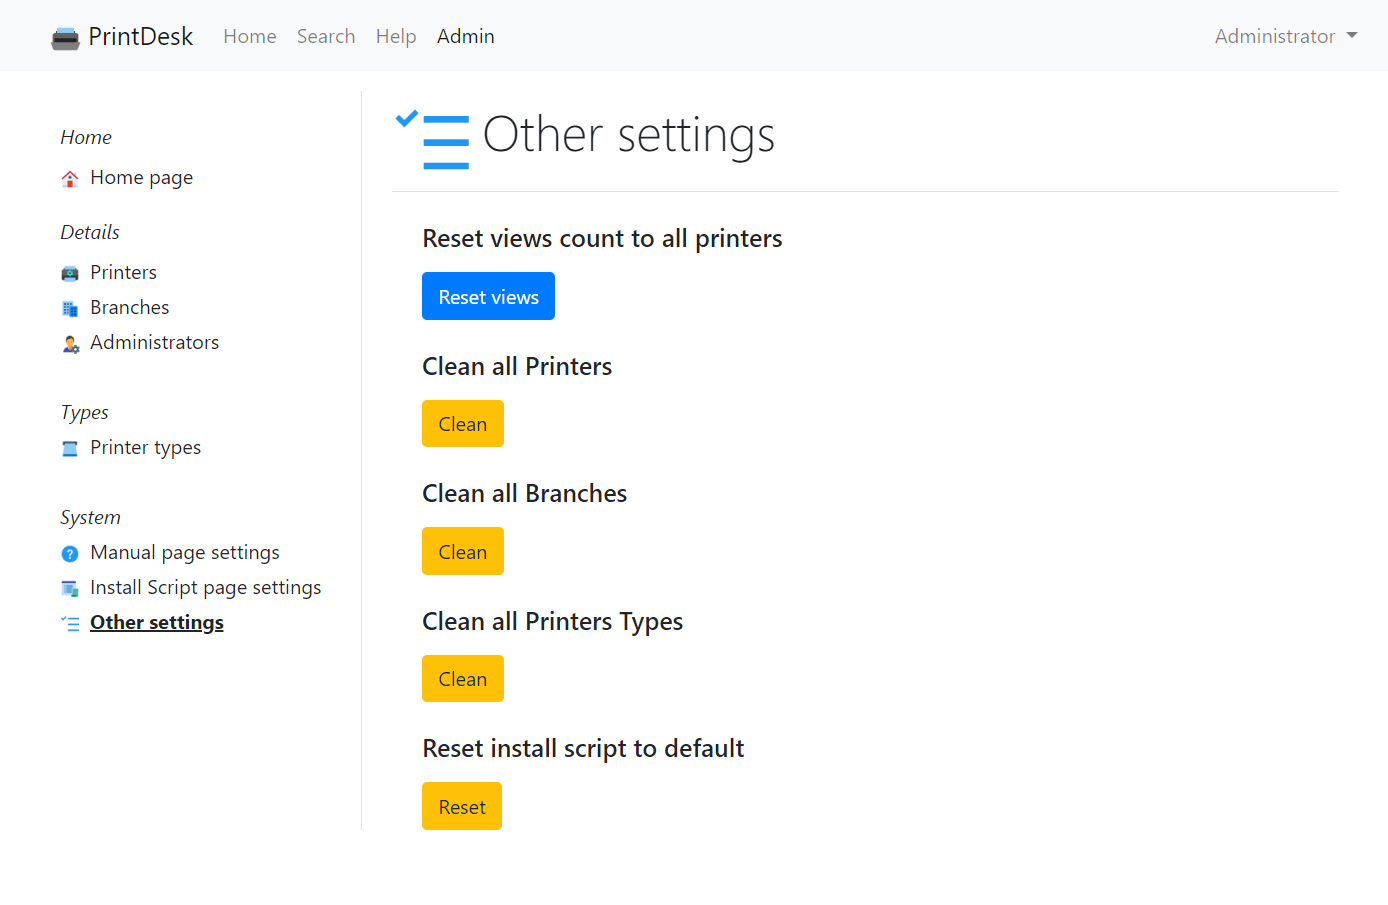 PrintDesk Home Search Help Admin Administrator
Home
Home page
Details
Printers
Branches
Administrators
Types
Printer types
System
Manual page settings
Install Script page settings
Other settings
Other settings
Reset views count to all printers
Reset views
Clean all Printers
Clean
Clean all Branches
Clean
Clean all Printers Types
Clean
Reset install script to default
Reset